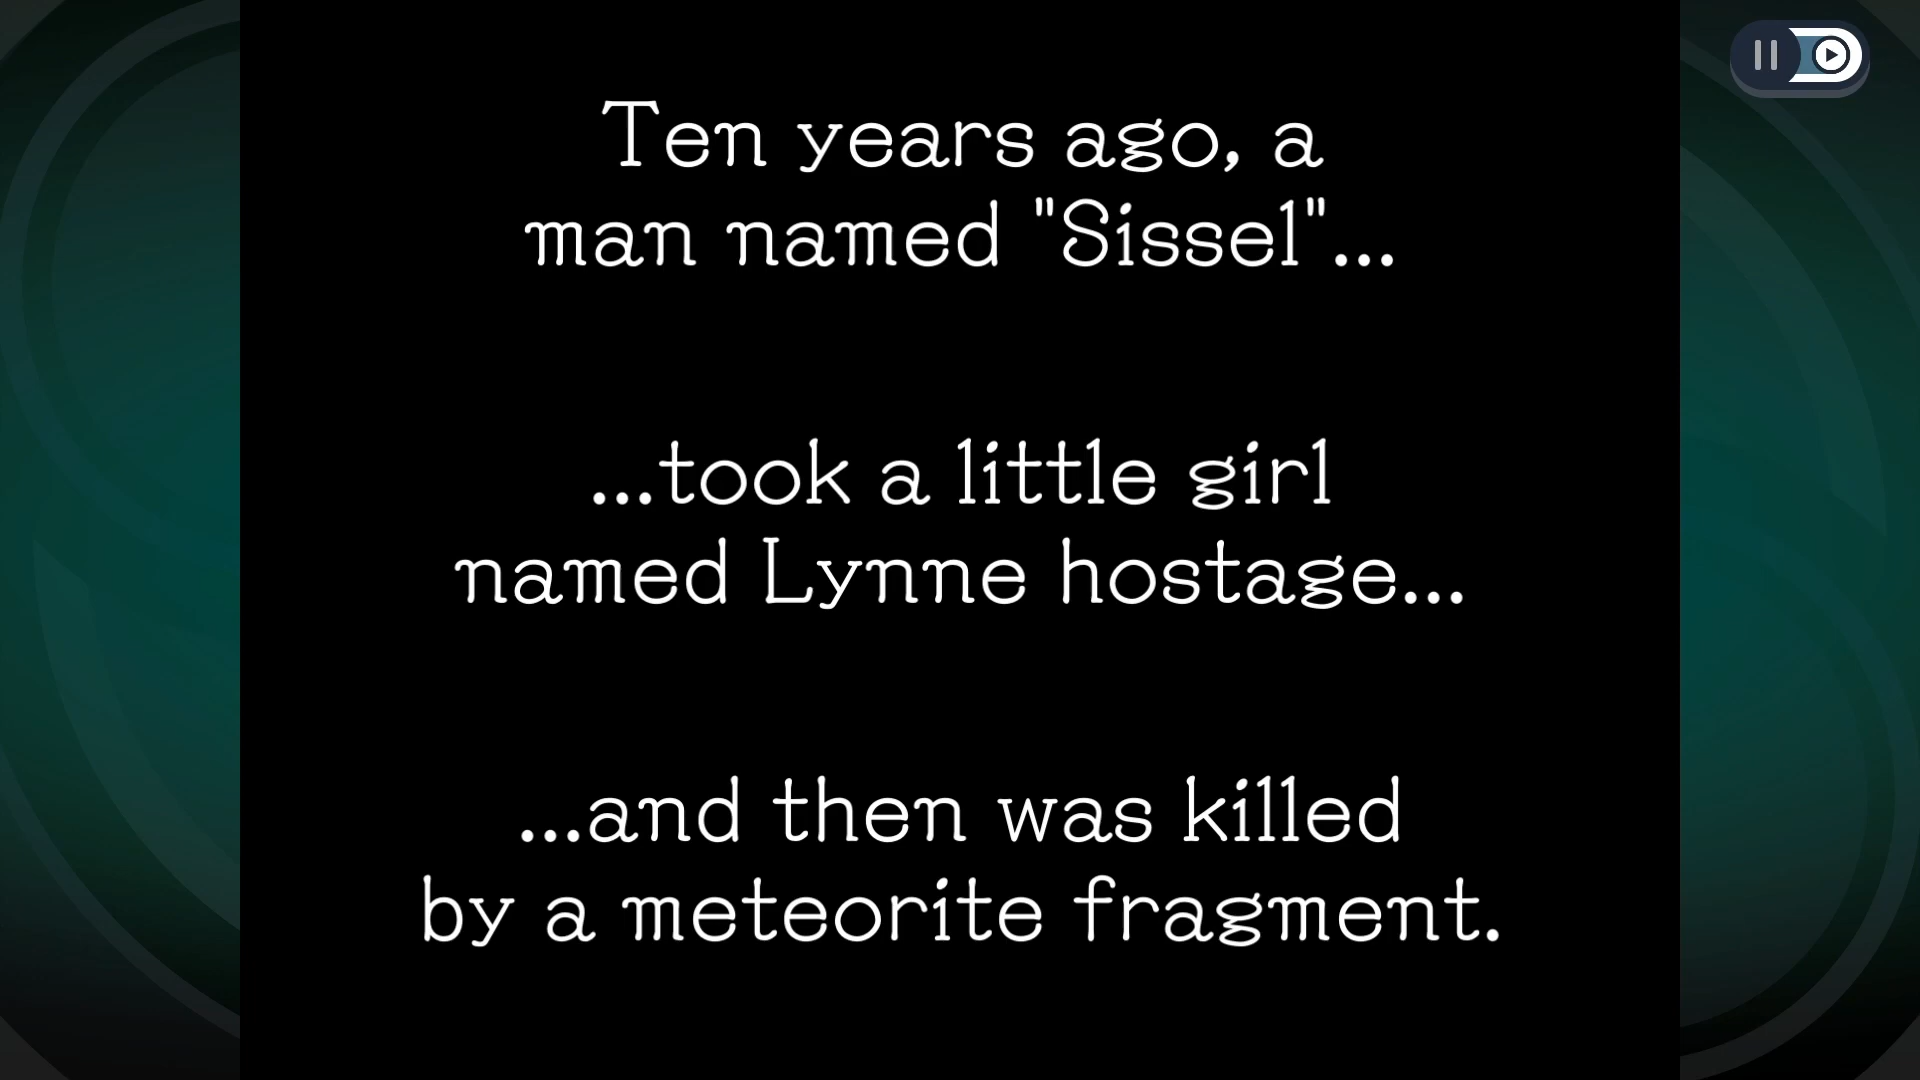 Ten years ago, a
man named "Sissel"...
...took a little girl
named Lynne hostage...
...and then was killed
by a meteorite fragment.